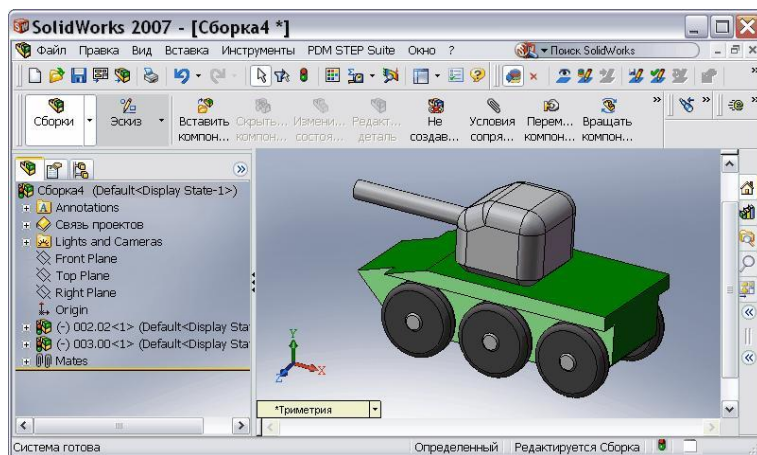 SolidWorks 2007 - [Сборка4 *]
Файл Правка Вид Вставка Инструменты PDM STEP Suite Окно ? Поиск SolidWorks
Сборки Эскиз Вставить компон... Скрыть... компон... Измени... состоя... Редакт... деталь Не создав... Условия сопря... Перем... компон... Вращать компон...
Сборка4 (Default<Display State-1>)
Annotations
Связь проектов
Lights and Cameras
Front Plane
Top Plane
Right Plane
Origin
(-) 002.02<1> (Default<Display Sta
(-) 003.00<1> (Default<Display Sta
Mates
Y
X
Z
*Триметрия
Система готова Определенный Редактируется Сборка